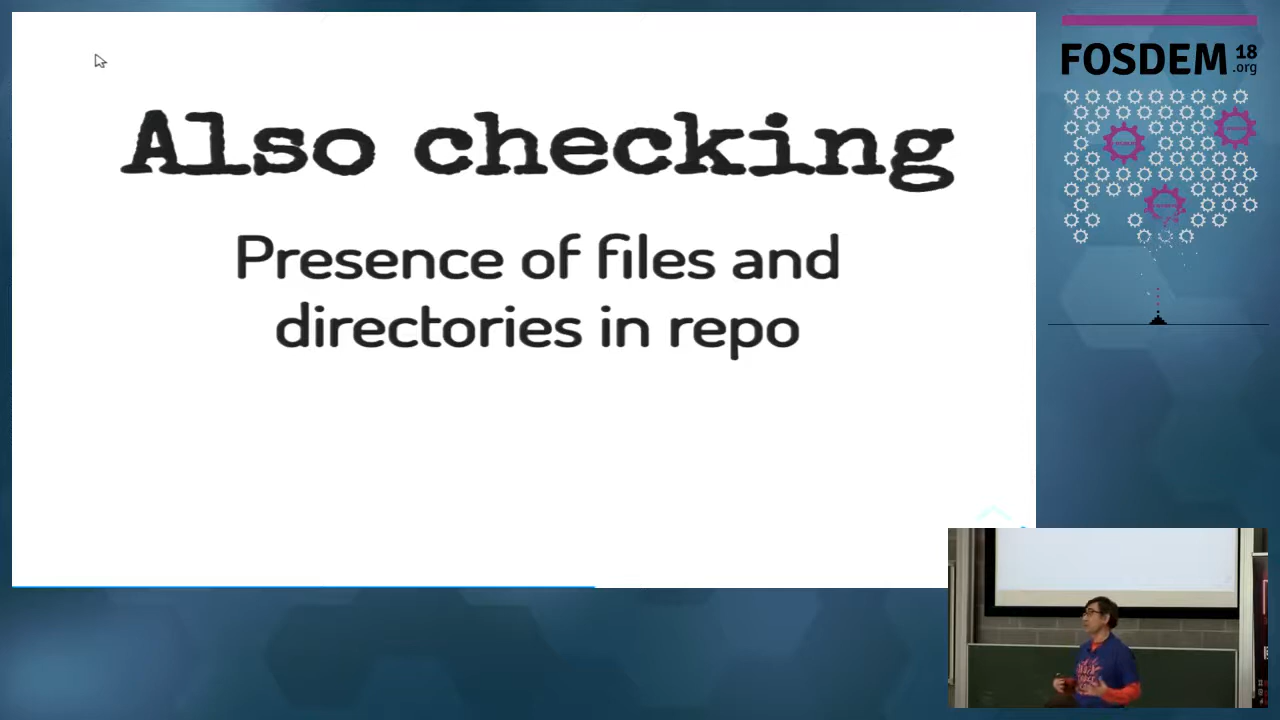 Also checking
Presence of files and
directories in repo
FOSDEM 18
.org